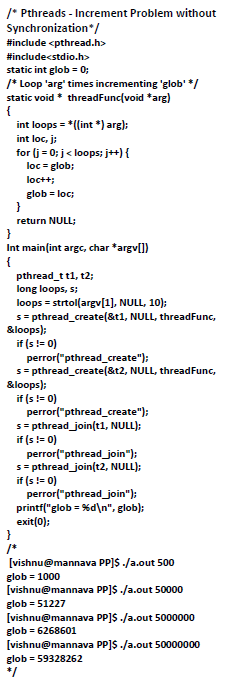 /* Pthreads - Increment Problem without
Synchronization*/
#include <pthread.h>
#include<stdio.h>
static int glob = 0;
/* Loop 'arg' times incrementing 'glob' */
static void * threadFunc(void *arg)
{
int loops = *((int *) arg);
int loc, j;
for (j = 0; j < loops; j++) {
loc = glob;
loc++;
glob = loc;
}
return NULL;
}
Int main(int argc, char *argv[])
{
pthread_t t1, t2;
long loops, s;
loops = strtol(argv[1], NULL, 10);
s = pthread_create(&t1, NULL, threadFunc,
&loops);
if (s != 0)
perror("pthread_create");
s = pthread_create(&t2, NULL, threadFunc,
&loops);
if (s != 0)
perror("pthread_create");
s = pthread_join(t1, NULL);
if (s != 0)
perror("pthread_join");
s = pthread_join(t2, NULL);
if (s != 0)
perror("pthread_join");
printf("glob = %d\n", glob);
exit(0);
}
/*
[vishnu@mannava PP]$ ./a.out 500
glob = 1000
[vishnu@mannava PP]$ ./a.out 50000
glob = 51227
[vishnu@mannava PP]$ ./a.out 5000000
glob = 6268601
[vishnu@mannava PP]$ ./a.out 50000000
glob = 59328262
*/